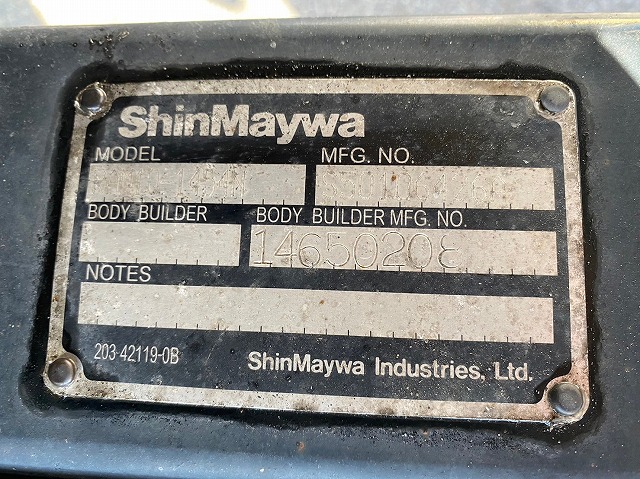 ShinMaywa
MODEL MFG. NO.
BODY BUILDER BODY BUILDER MFG. NO.
14650208
NOTES
203-42119-0B ShinMaywa Industries, Ltd.